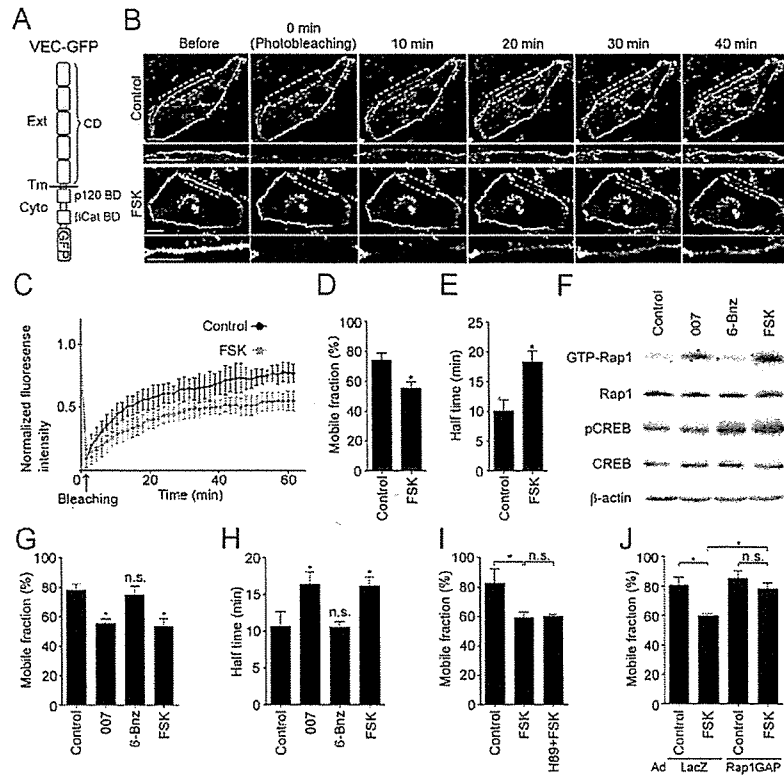 A
VEC-GFP
Ext
CD
Tm
Cyto
p120 BD
βCat BD
GFP
B
Before
0 min
(Photobleaching)
10 min
20 min
30 min
40 min
Control
FSK
C
Normalized fluoresense
intensity
1.0
0.5
Control
FSK
0
20
40
60
Bleaching
Time (min)
D
Mobile fraction (%)
100
80
60
40
20
0
*
Control
FSK
E
Half time (min)
25
20
15
10
5
0
*
Control
FSK
F
Control
007
6-Bnz
FSK
GTP-Rap1
Rap1
pCREB
CREB
β-actin
G
Mobile fraction (%)
100
80
60
40
20
0
*
n.s.
*
Control
007
6-Bnz
FSK
H
Half time (min)
20
15
10
5
0
*
n.s.
*
Control
007
6-Bnz
FSK
I
Mobile fraction (%)
100
80
60
40
20
0
*
n.s.
Control
FSK
H89+FSK
J
Mobile fraction (%)
100
80
60
40
20
0
*
*
n.s.
Control
FSK
Control
FSK
Ad
LacZ
Rap1GAP